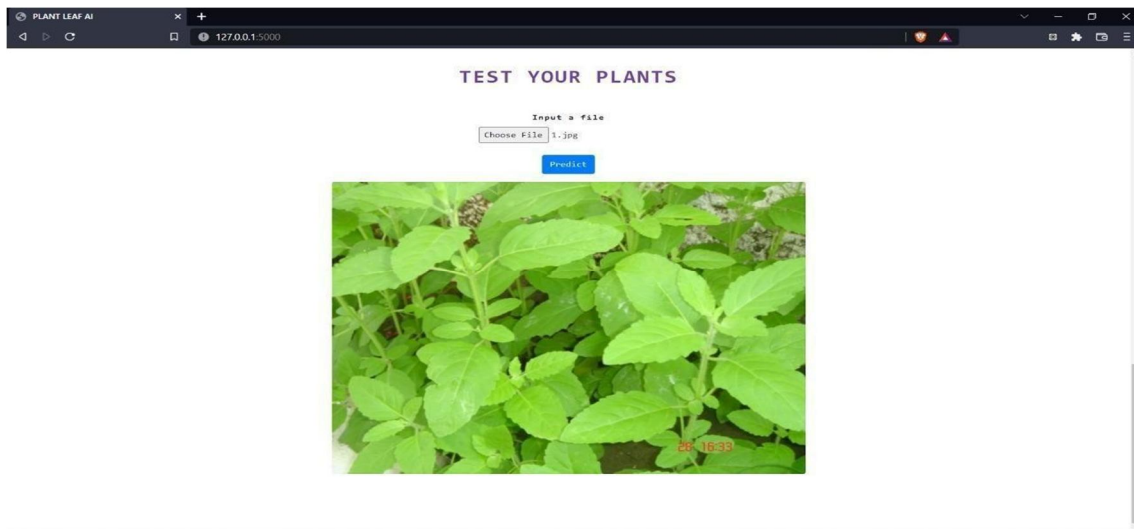 PLANT LEAF AI
127.0.0.1:5000
TEST YOUR PLANTS
Input a file
Choose File 1.jpg
Predict
28 16:33